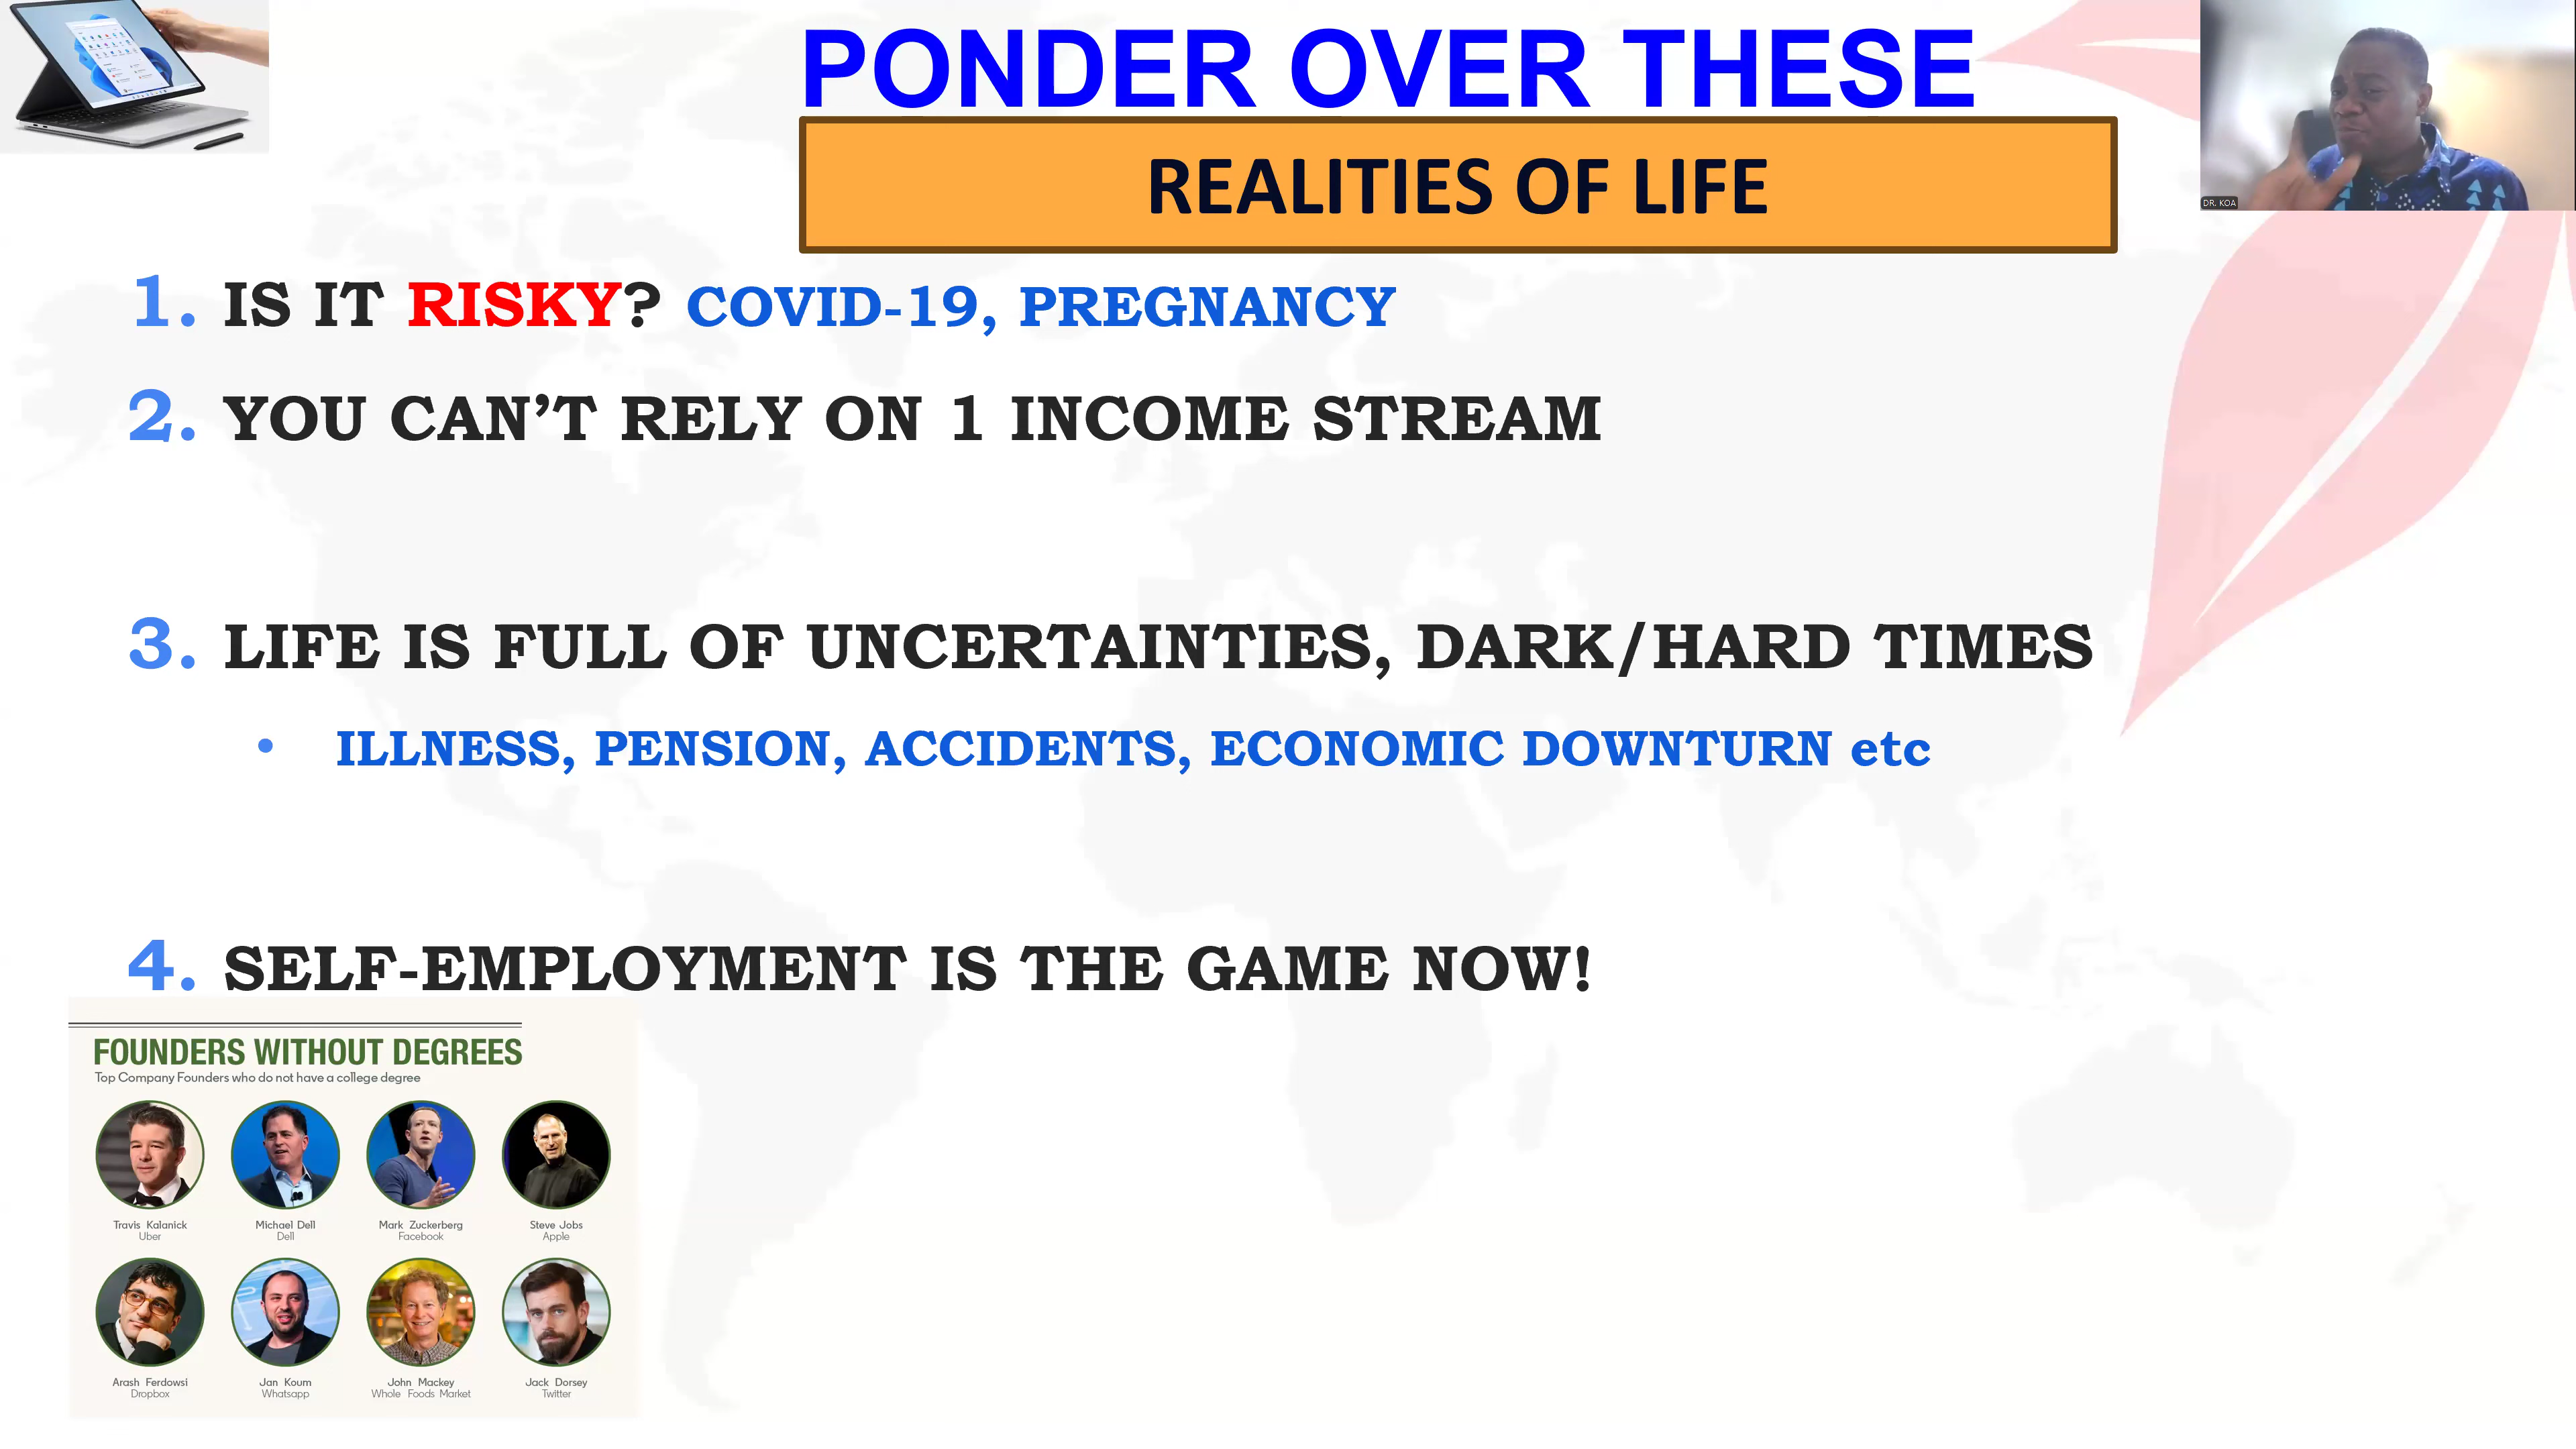 PONDER OVER THESE
REALITIES OF LIFE
DR. KOA
1. IS IT RISKY? COVID-19, PREGNANCY
2. YOU CAN'T RELY ON 1 INCOME STREAM
3. LIFE IS FULL OF UNCERTAINTIES, DARK/HARD TIMES
• ILLNESS, PENSION, ACCIDENTS, ECONOMIC DOWNTURN etc
4. SELF-EMPLOYMENT IS THE GAME NOW!
FOUNDERS WITHOUT DEGREES
Top Company Founders who do not have a college degree
Travis Kalanick
Uber
Michael Dell
Dell
Mark Zuckerberg
Facebook
Steve Jobs
Apple
Arash Ferdowsi
Dropbox
Jan Koum
Whatsapp
John Mackey
Whole Foods Market
Jack Dorsey
Twitter